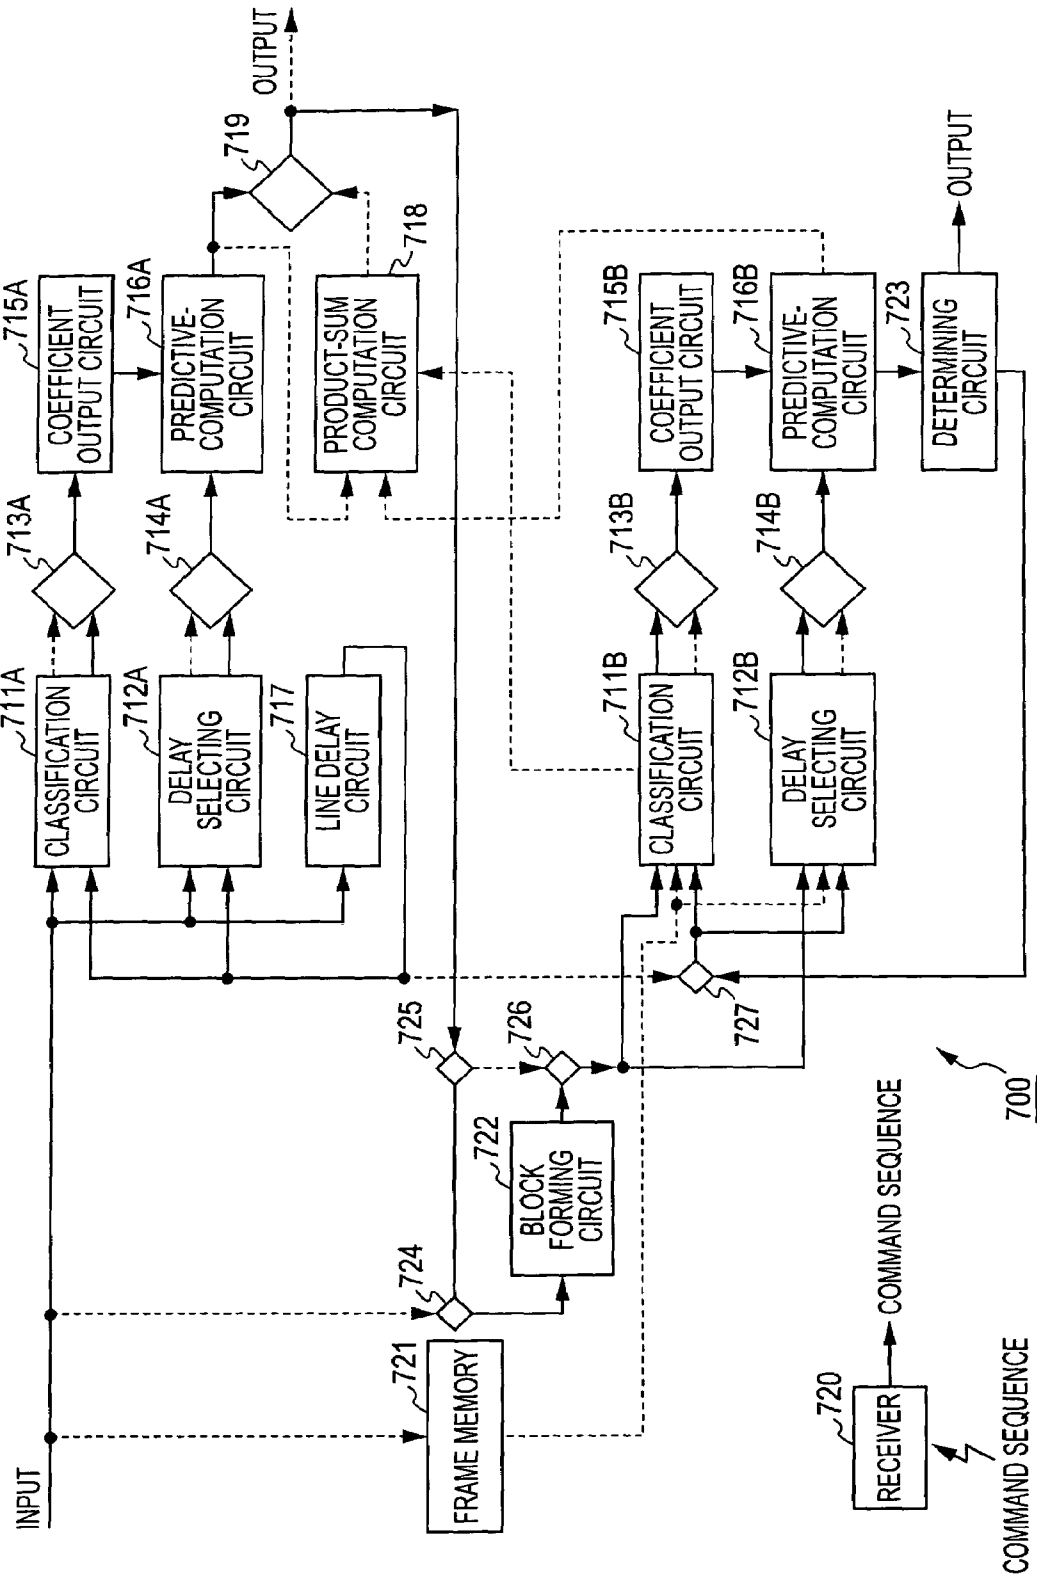 INPUT
711A
CLASSIFICATION
CIRCUIT
713A
715A
COEFFICIENT
OUTPUT CIRCUIT
712A
DELAY
SELECTING
CIRCUIT
714A
716A
PREDICTIVE-
COMPUTATION
CIRCUIT
719
OUTPUT
717
LINE DELAY
CIRCUIT
PRODUCT-SUM
COMPUTATION
CIRCUIT
718
721
FRAME MEMORY
724
725
722
BLOCK
FORMING
CIRCUIT
726
727
711B
CLASSIFICATION
CIRCUIT
713B
715B
COEFFICIENT
OUTPUT CIRCUIT
712B
DELAY
SELECTING
CIRCUIT
714B
716B
PREDICTIVE-
COMPUTATION
CIRCUIT
723
DETERMINING
CIRCUIT
OUTPUT
720
RECEIVER
COMMAND SEQUENCE
COMMAND SEQUENCE
700